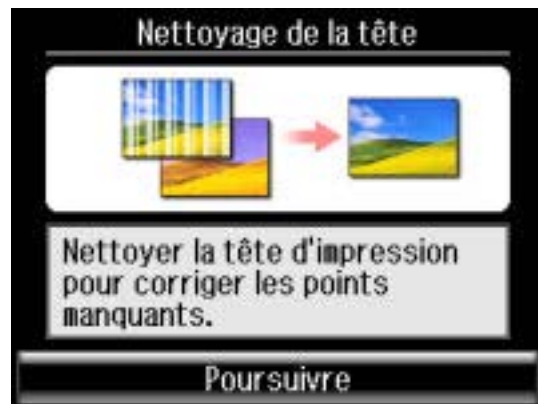 Nettoyage de la tête
Nettoyer la tête d'impression
pour corriger les points
manquants.
Poursuivre